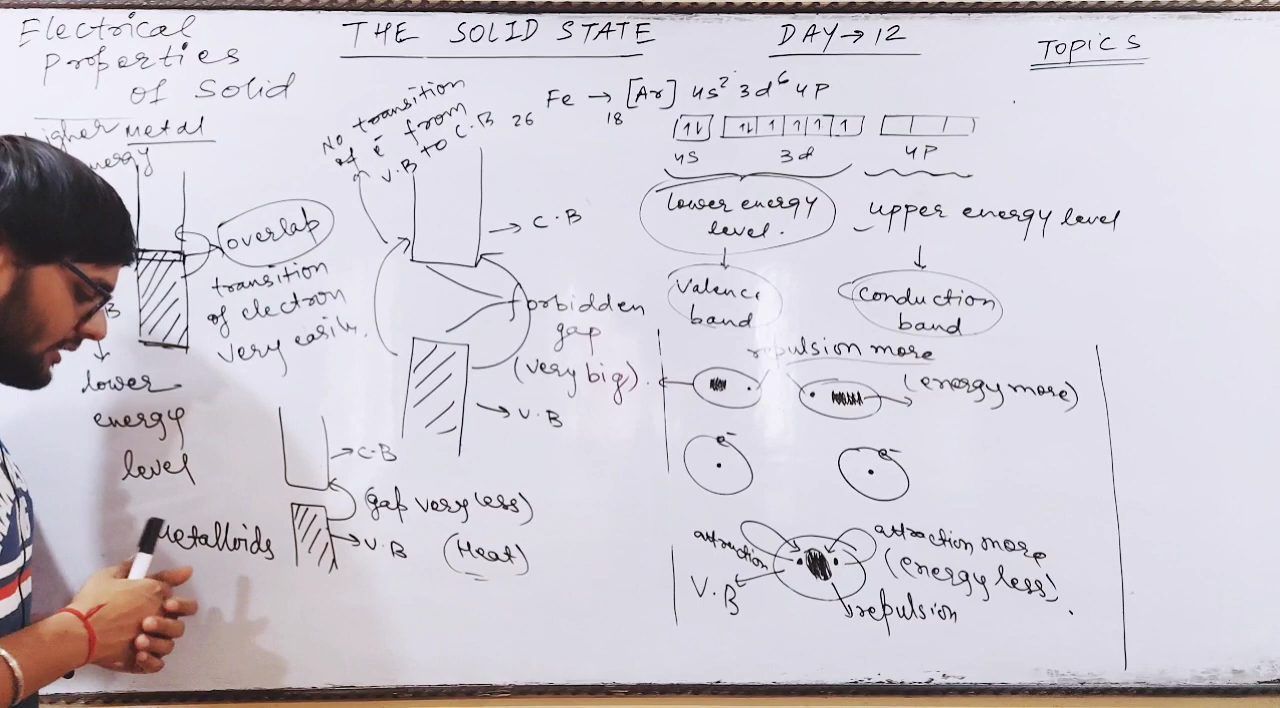 Electrical
Properties
of Solid
THE SOLID STATE
DAY→12
TOPICS
igher metal
energy
overlap
transition
of electron
very easily.
B
lower
energy
level
No transition
of e⁻ from
V.B to C.B
→ C.B
forbidden
gap
(very big).
→ V.B
→ C.B
(gap very less)
→ V.B (Heat)
metalloids
26 Fe → 18 [Ar] 4s² 3d⁶ 4P
4s 3d 4P
lower energy
level.
upper energy level
Valence
band
Conduction
band
repulsion more
(energy more)
e⁻ e⁻
attraction
attraction more
(energy less).
V.B
repulsion